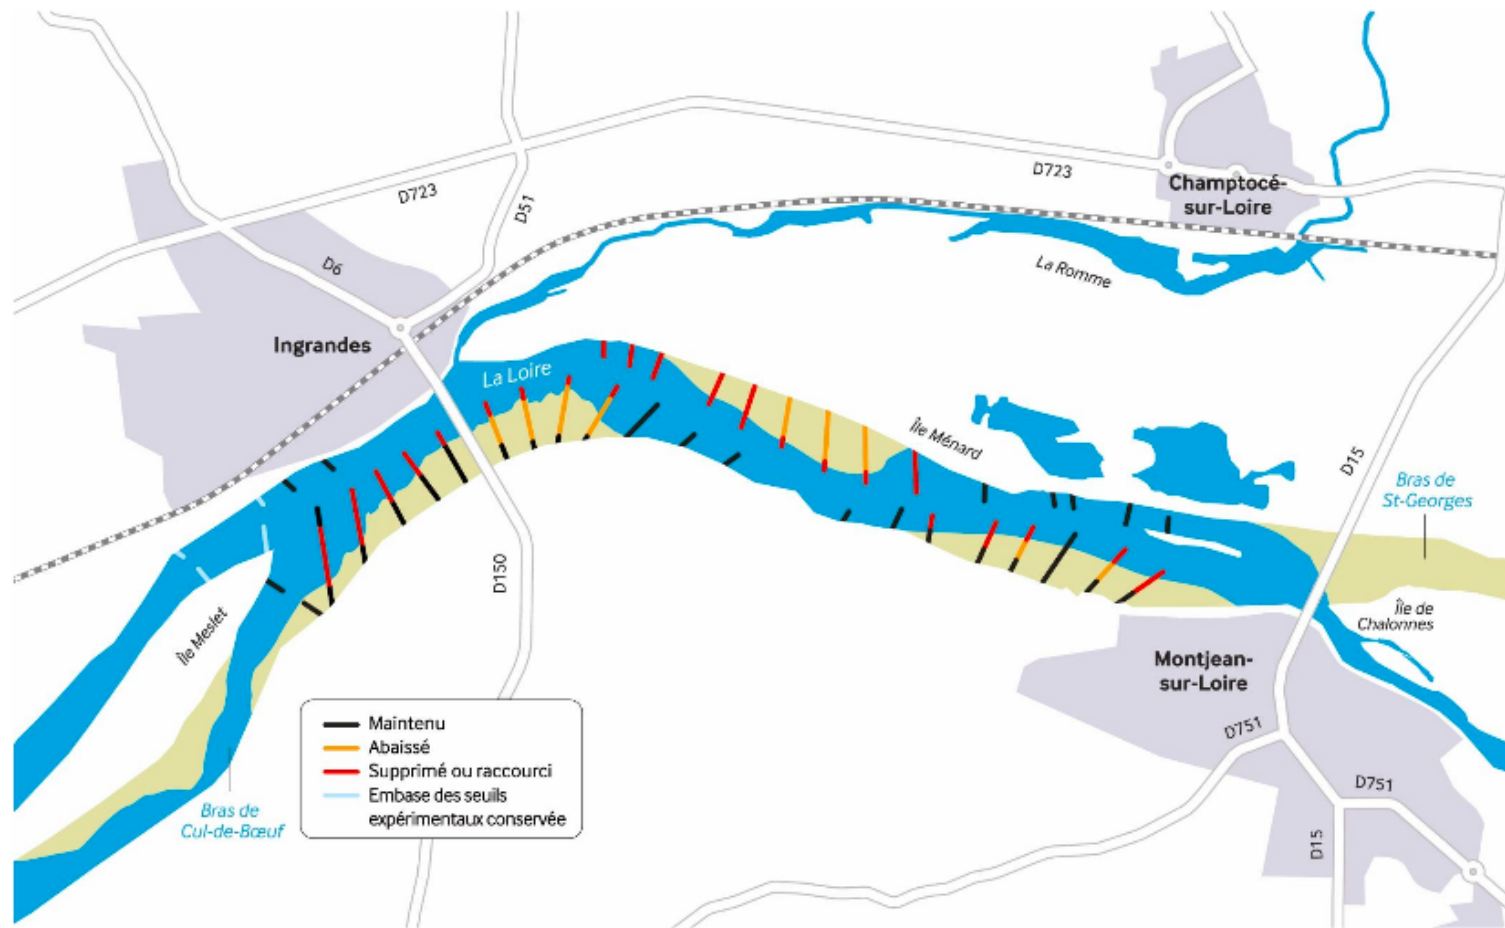 D723
D51
D723
Champtocé-
sur-Loire
D6
La Romme
Ingrandes
La Loire
Île Ménard
D15
Bras de
St-Georges
D150
Île Meslet
Île de
Chalonnes
Montjean-
sur-Loire
Maintenu
Abaissé
Supprimé ou raccourci
Embase des seuils
expérimentaux conservée
Bras de
Cul-de-Bœuf
D751
D751
D15